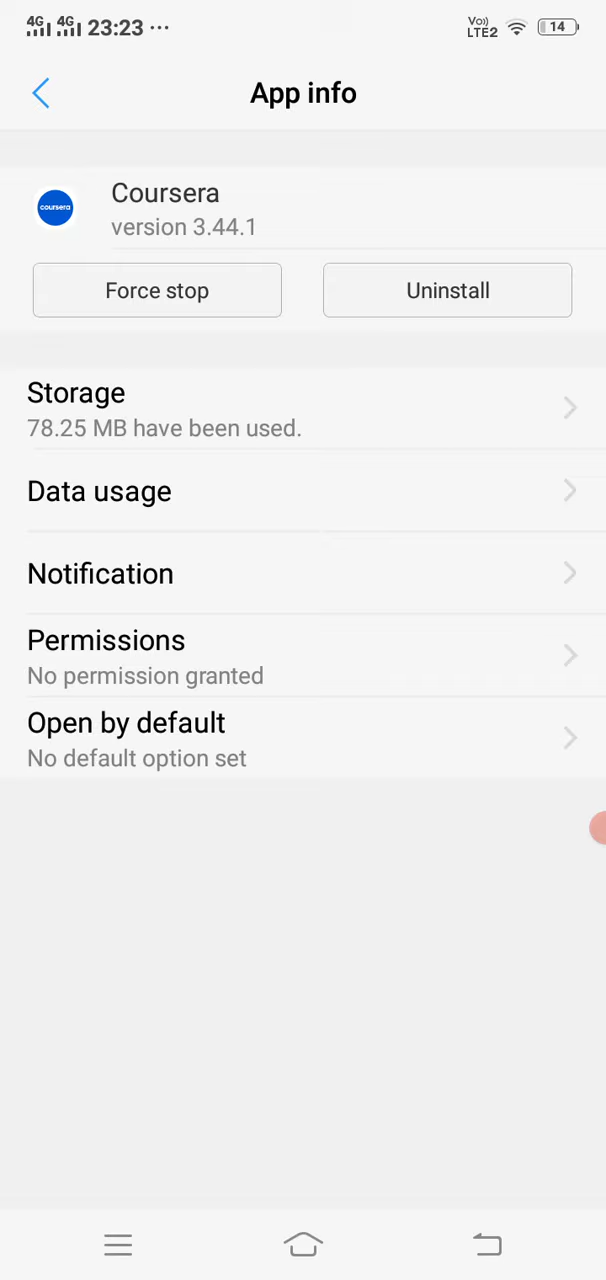 4G 4G 23:23 ··· Vo)) LTE2 14
App info
coursera
Coursera
version 3.44.1
Force stop Uninstall
Storage
78.25 MB have been used.
Data usage
Notification
Permissions
No permission granted
Open by default
No default option set